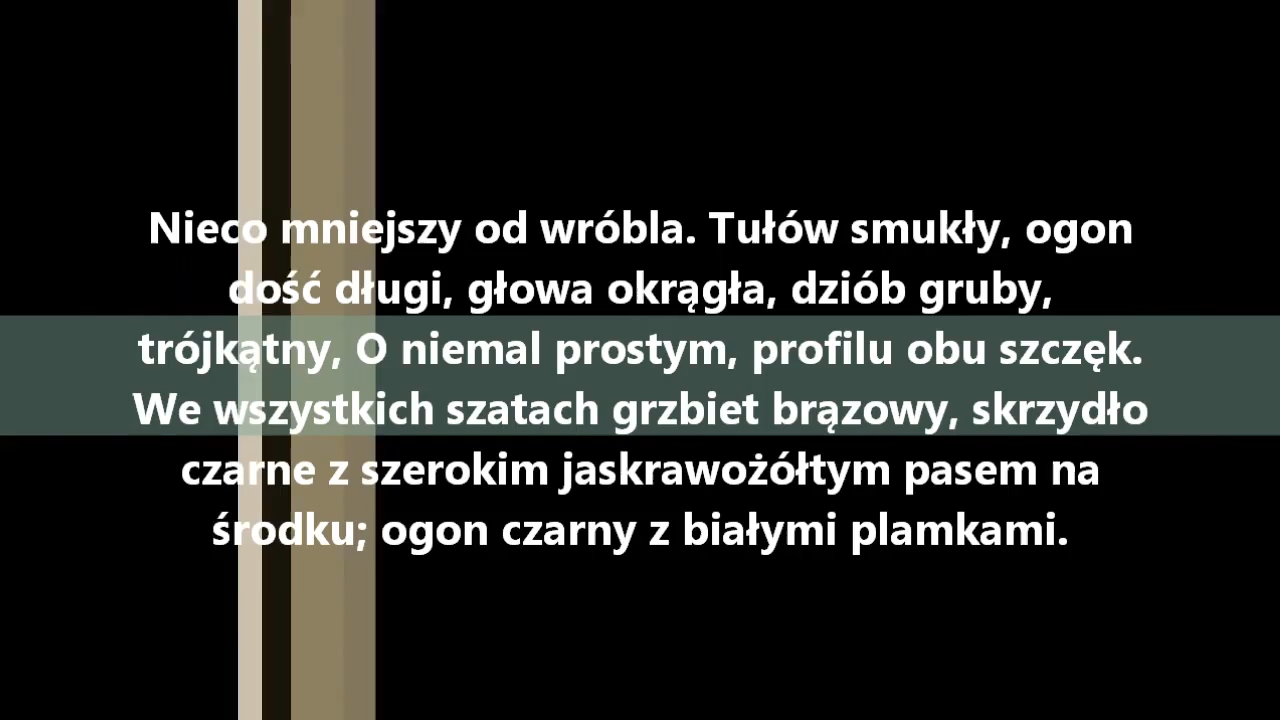 Nieco mniejszy od wróbla. Tułów smukły, ogon
dość długi, głowa okrągła, dziób gruby,
trójkątny, O niemal prostym, profilu obu szczęk.
We wszystkich szatach grzbiet brązowy, skrzydło
czarne z szerokim jaskrawożółtym pasem na
środku; ogon czarny z białymi plamkami.